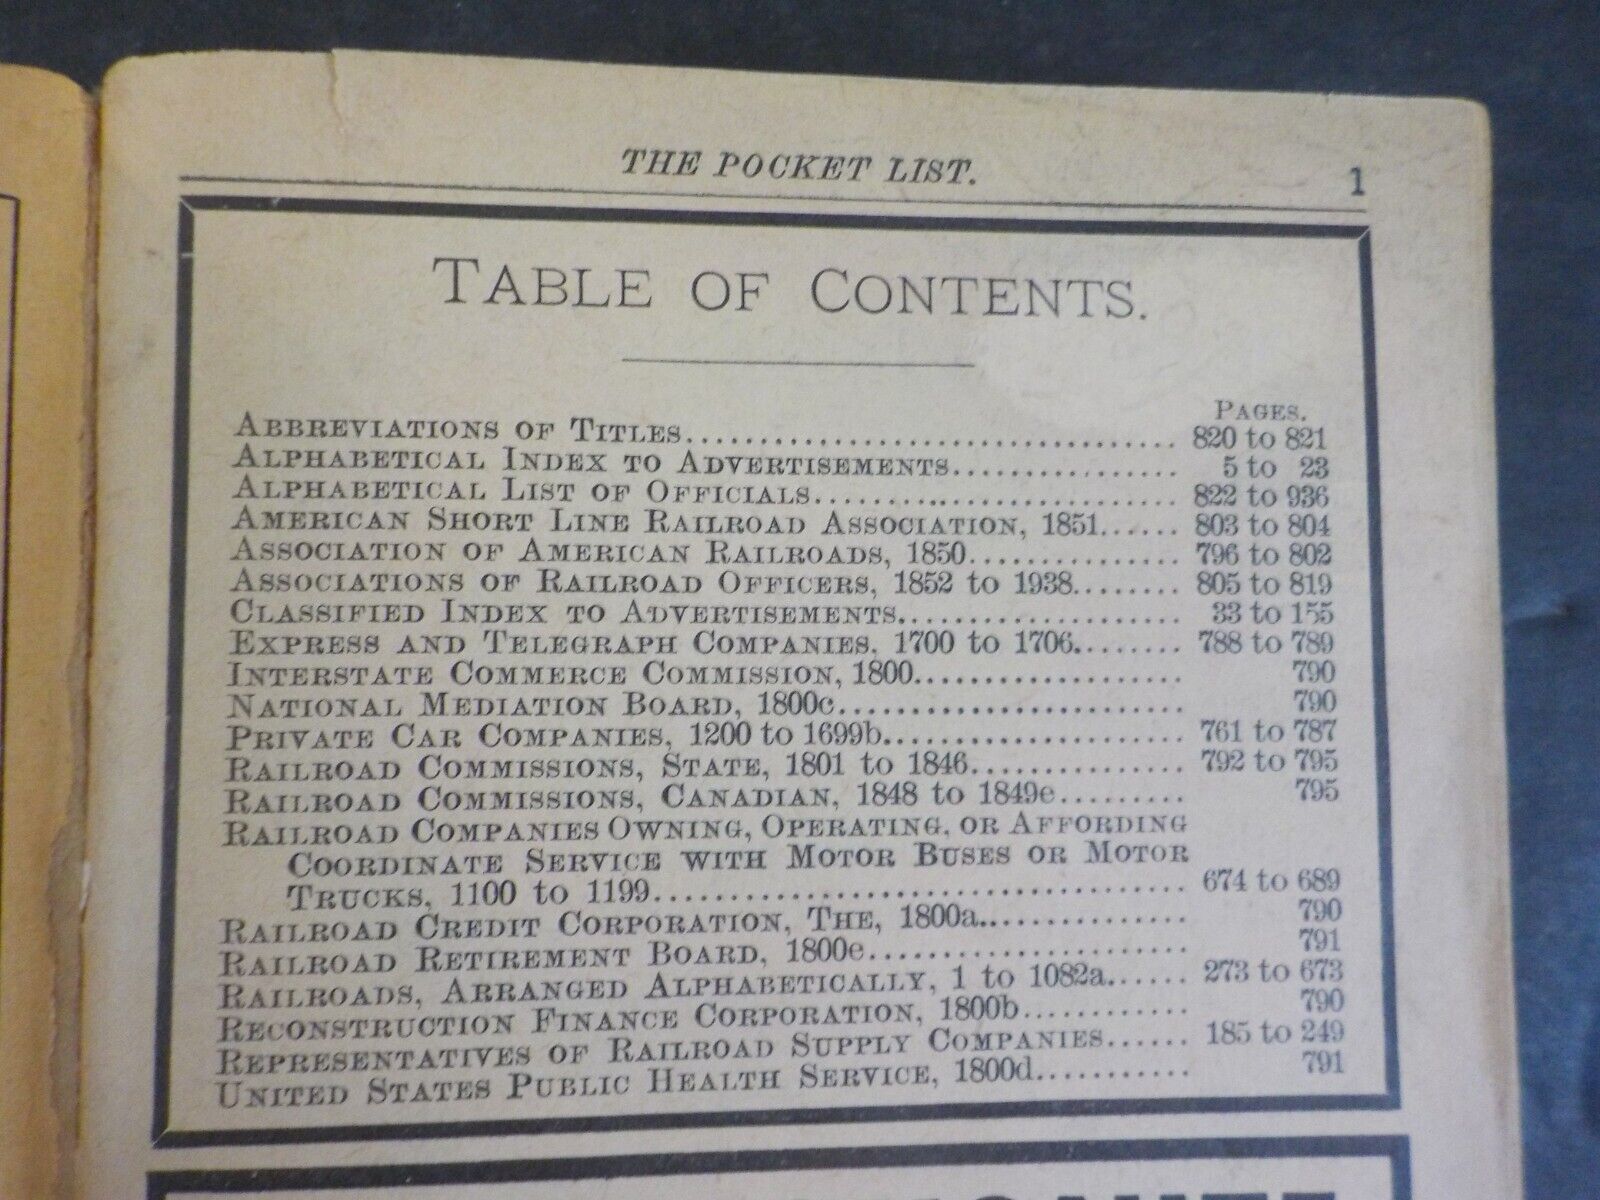 THE POCKET LIST. 1
TABLE OF CONTENTS.
PAGES.
ABBREVIATIONS OF TITLES.................................. 820 to 821
ALPHABETICAL INDEX TO ADVERTISEMENTS................ 5 to 23
ALPHABETICAL LIST OF OFFICIALS......................... 822 to 936
AMERICAN SHORT LINE RAILROAD ASSOCIATION, 1851...... 803 to 804
ASSOCIATION OF AMERICAN RAILROADS, 1850................ 796 to 802
ASSOCIATIONS OF RAILROAD OFFICERS, 1852 to 1938........ 805 to 819
CLASSIFIED INDEX TO ADVERTISEMENTS..................... 33 to 155
EXPRESS AND TELEGRAPH COMPANIES, 1700 to 1706........ 788 to 789
INTERSTATE COMMERCE COMMISSION, 1800.................... 790
NATIONAL MEDIATION BOARD, 1800c......................... 790
PRIVATE CAR COMPANIES, 1200 to 1699b...................... 761 to 787
RAILROAD COMMISSIONS, STATE, 1801 to 1846................ 792 to 795
RAILROAD COMMISSIONS, CANADIAN, 1848 to 1849e......... 795
RAILROAD COMPANIES OWNING, OPERATING, OR AFFORDING
COORDINATE SERVICE WITH MOTOR BUSES OR MOTOR
TRUCKS, 1100 to 1199....................................... 674 to 689
RAILROAD CREDIT CORPORATION, THE, 1800a............... 790
RAILROAD RETIREMENT BOARD, 1800e........................ 791
RAILROADS, ARRANGED ALPHABETICALLY, 1 to 1082a...... 273 to 673
RECONSTRUCTION FINANCE CORPORATION, 1800b............ 790
REPRESENTATIVES OF RAILROAD SUPPLY COMPANIES...... 185 to 249
UNITED STATES PUBLIC HEALTH SERVICE, 1800d........... 791